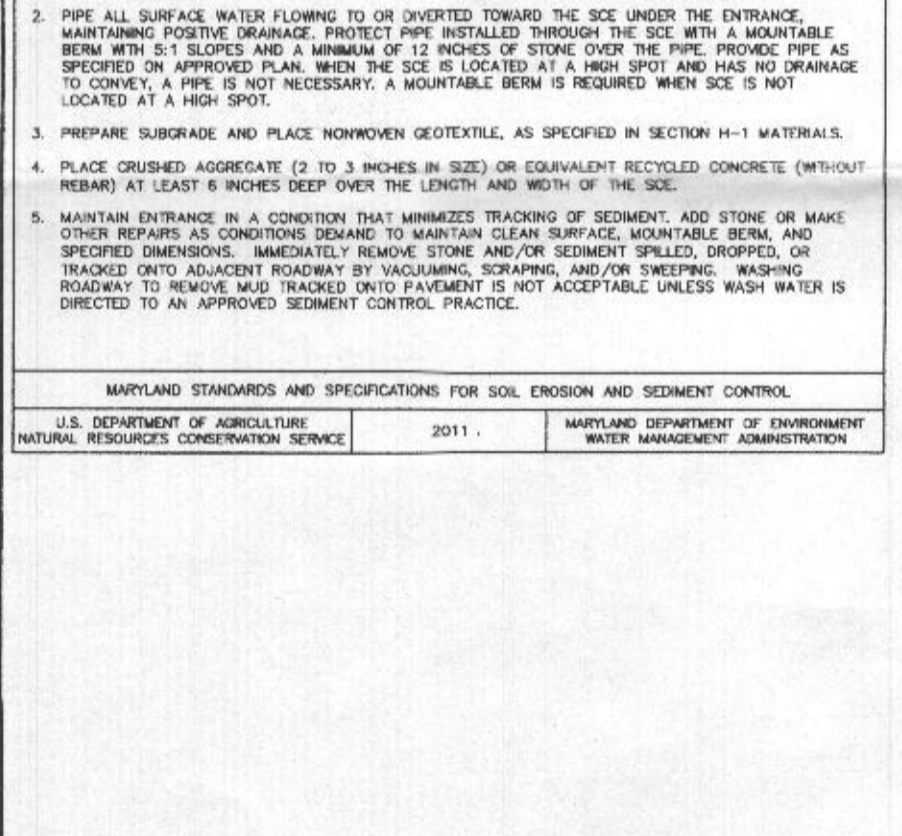 2. PIPE ALL SURFACE WATER FLOWING TO OR DIVERTED TOWARD THE SCE UNDER THE ENTRANCE,
MAINTAINING POSITIVE DRAINAGE. PROTECT PIPE INSTALLED THROUGH THE SCE WITH A MOUNTABLE
BERM WITH 5:1 SLOPES AND A MINIMUM OF 12 INCHES OF STONE OVER THE PIPE. PROVIDE PIPE AS
SPECIFIED ON APPROVED PLAN. WHEN THE SCE IS LOCATED AT A HIGH SPOT AND HAS NO DRAINAGE
TO CONVEY, A PIPE IS NOT NECESSARY. A MOUNTABLE BERM IS REQUIRED WHEN SCE IS NOT
LOCATED AT A HIGH SPOT.
3. PREPARE SUBGRADE AND PLACE NONWOVEN GEOTEXTILE, AS SPECIFIED IN SECTION H-1 MATERIALS.
4. PLACE CRUSHED AGGREGATE (2 TO 3 INCHES IN SIZE) OR EQUIVALENT RECYCLED CONCRETE (WITHOUT
REBAR) AT LEAST 6 INCHES DEEP OVER THE LENGTH AND WIDTH OF THE SCE.
5. MAINTAIN ENTRANCE IN A CONDITION THAT MINIMIZES TRACKING OF SEDIMENT. ADD STONE OR MAKE
OTHER REPAIRS AS CONDITIONS DEMAND TO MAINTAIN CLEAN SURFACE, MOUNTABLE BERM, AND
SPECIFIED DIMENSIONS. IMMEDIATELY REMOVE STONE AND/OR SEDIMENT SPILLED, DROPPED, OR
TRACKED ONTO ADJACENT ROADWAY BY VACUUMING, SCRAPING, AND/OR SWEEPING. WASHING
ROADWAY TO REMOVE MUD TRACKED ONTO PAVEMENT IS NOT ACCEPTABLE UNLESS WASH WATER IS
DIRECTED TO AN APPROVED SEDIMENT CONTROL PRACTICE.
MARYLAND STANDARDS AND SPECIFICATIONS FOR SOIL EROSION AND SEDIMENT CONTROL
U.S. DEPARTMENT OF AGRICULTURE
NATURAL RESOURCES CONSERVATION SERVICE
2011
MARYLAND DEPARTMENT OF ENVIRONMENT
WATER MANAGEMENT ADMINISTRATION